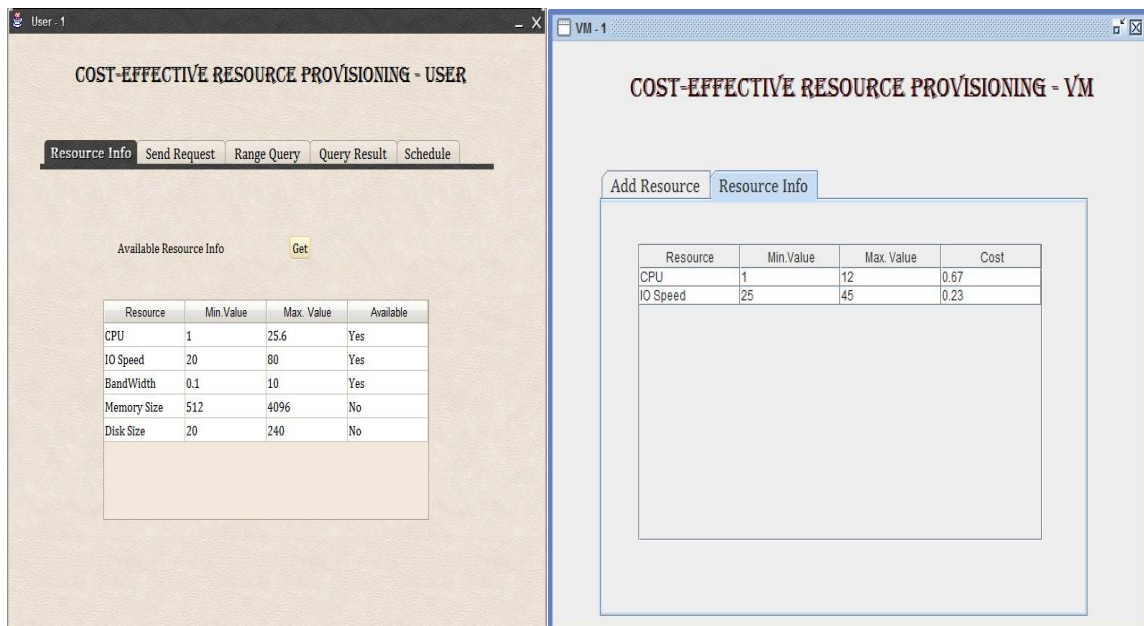 User - 1
COST-EFFECTIVE RESOURCE PROVISIONING - USER
Resource Info Send Request Range Query Query Result Schedule
Available Resource Info Get
Resource Min.Value Max. Value Available
CPU 1 25.6 Yes
IO Speed 20 80 Yes
BandWidth 0.1 10 Yes
Memory Size 512 4096 No
Disk Size 20 240 No
VM - 1
COST-EFFECTIVE RESOURCE PROVISIONING - VM
Add Resource Resource Info
Resource Min.Value Max. Value Cost
CPU 1 12 0.67
IO Speed 25 45 0.23